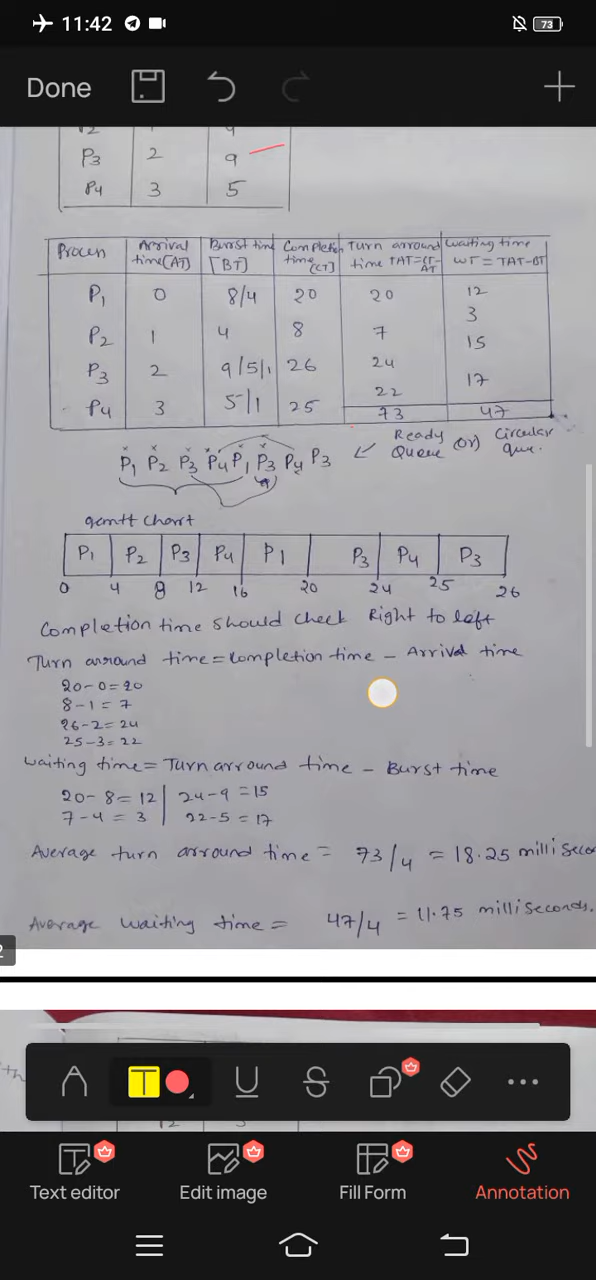 11:42
73
Done
P2 4
P3 2 9
P4 3 5
Arrival Burst time Completion Turn arround waiting time
Procen time(AT) [BT] time(CT) time TAT=CT-AT WT = TAT-BT
P1 0 8/4 20 20 12
P2 1 4 8 7 3
P3 2 9/5/1 26 24 15
P4 3 5/1 25 22 17
73 47
P1 P2 P3 P4 P1 P3 P4 P3 Ready Queue (or) Circular que.
gantt chart
P1 P2 P3 P4 P1 P3 P4 P3
0 4 8 12 16 20 24 25 26
Completion time should check Right to left
Turn arround time = Completion time - Arrival time
20-0=20
8-1=7
26-2=24
25-3=22
waiting time = Turn arround time - Burst time
20-8=12 | 24-9=15
7-4=3 | 22-5=17
Average turn arround time = 73/4 = 18.25 milliseco
Average waiting time = 47/4 = 11.75 milliseconds.
2
12
T
U
S
Text editor
Edit image
Fill Form
Annotation